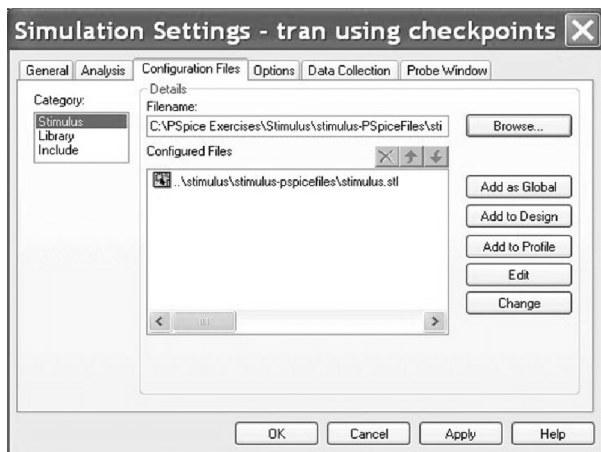 Simulation Settings - tran using checkpoints
General Analysis Configuration Files Options Data Collection Probe Window
Category:
Stimulus
Library
Include
Details
Filename:
C:\PSpice Exercises\Stimulus\stimulus-PSpiceFiles\sti
Browse...
Configured Files
..\stimulus\stimulus-pspicefiles\stimulus.stl
Add as Global
Add to Design
Add to Profile
Edit
Change
OK Cancel Apply Help